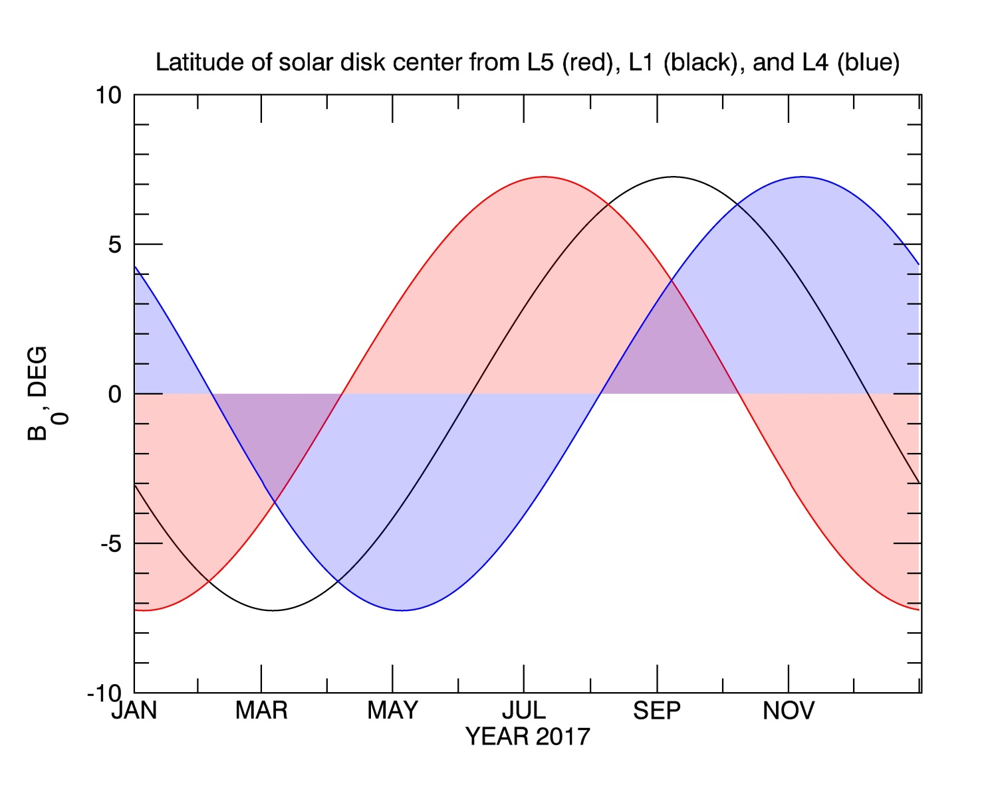 Latitude of solar disk center from L5 (red), L1 (black), and L4 (blue)
10
5
0
-5
-10
B0, DEG
JAN MAR MAY JUL SEP NOV
YEAR 2017